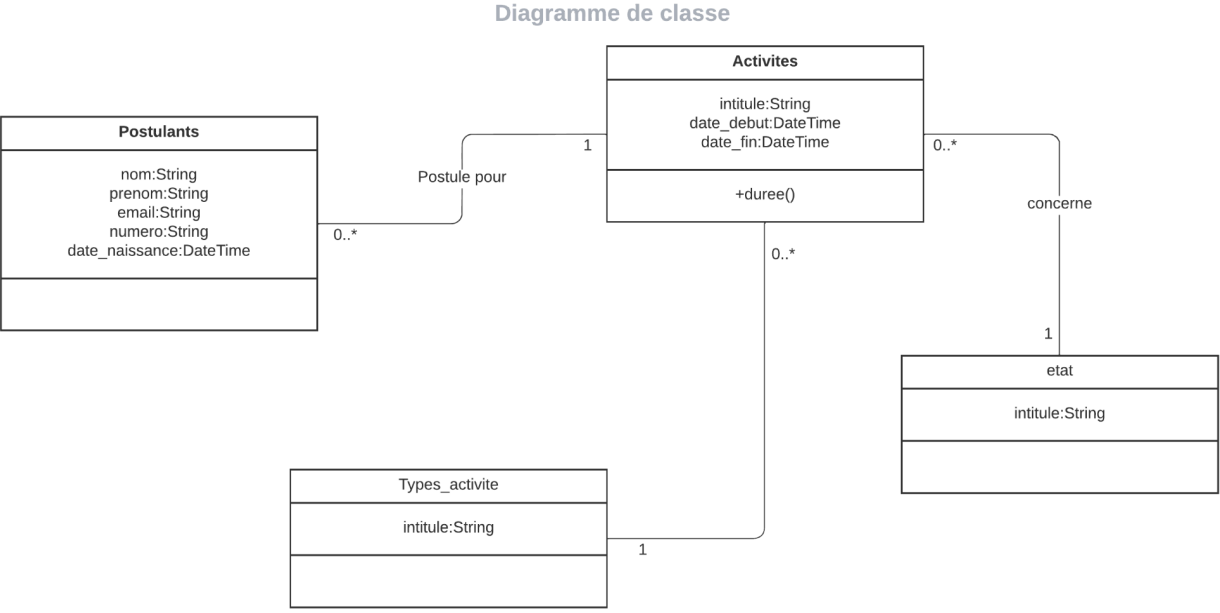 Diagramme de classe
Activites
intitule:String
date_debut:DateTime
date_fin:DateTime
+duree()
Postulants
nom:String
prenom:String
email:String
numero:String
date_naissance:DateTime
1
Postule pour
0..*
0..*
concerne
1
0..*
etat
intitule:String
Types_activite
intitule:String
1